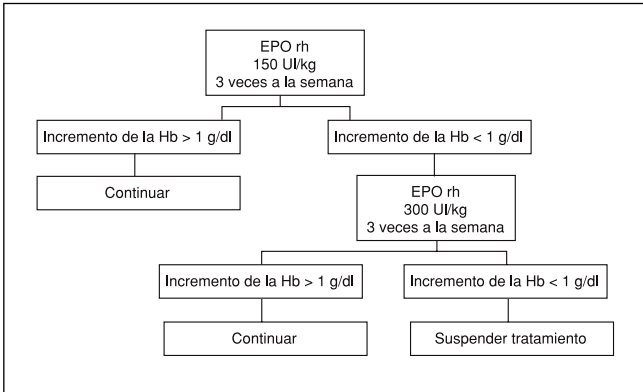 EPO rh
150 UI/kg
3 veces a la semana
Incremento de la Hb > 1 g/dl
Incremento de la Hb < 1 g/dl
Continuar
EPO rh
300 UI/kg
3 veces a la semana
Incremento de la Hb > 1 g/dl
Incremento de la Hb < 1 g/dl
Continuar
Suspender tratamiento